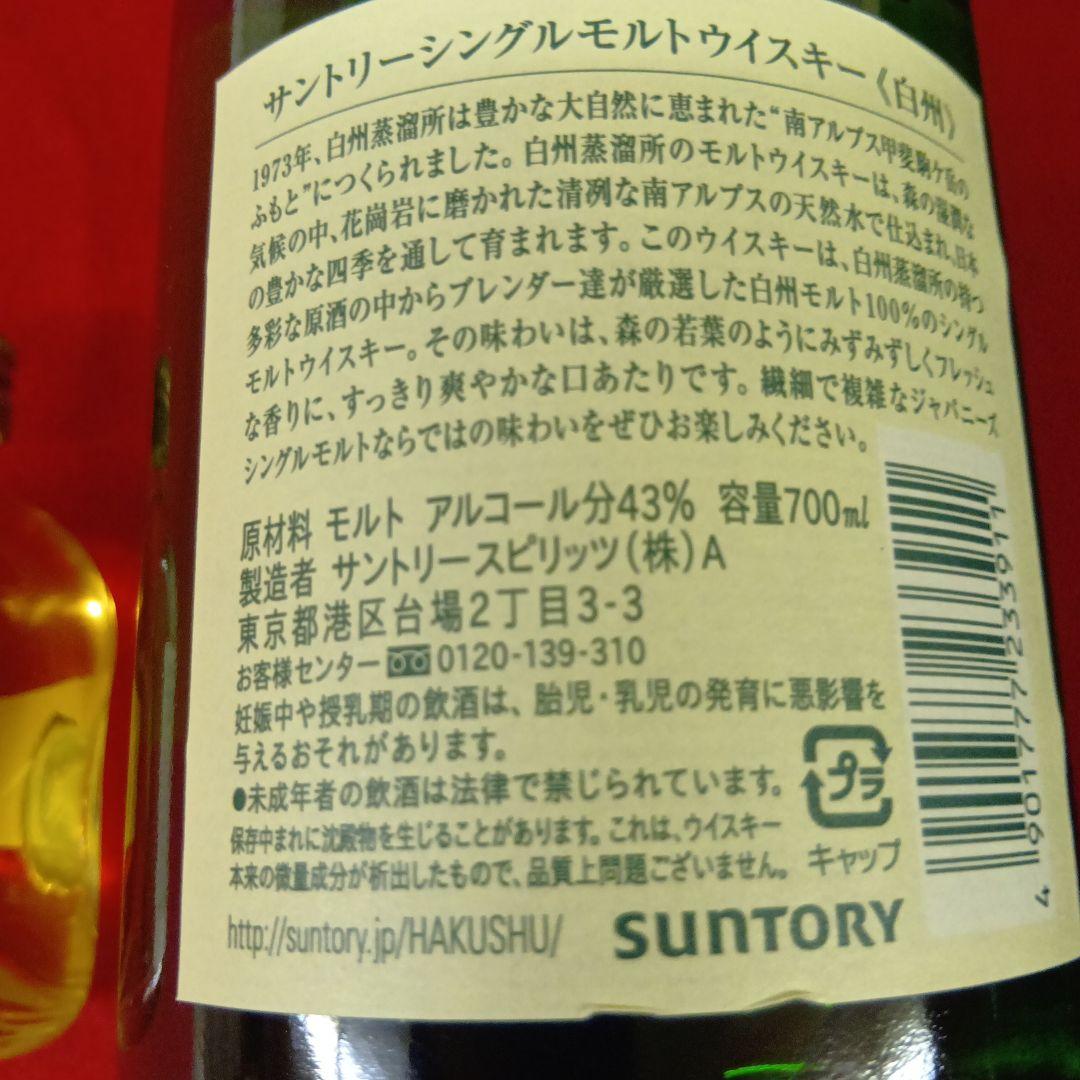 サントリーシングルモルトウイスキー《白州》
1973年、白州蒸溜所は豊かな大自然に恵まれた“南アルプス甲斐駒ケ岳の
ふもと”につくられました。白州蒸溜所のモルトウイスキーは、森の湿潤な
気候の中、花崗岩に磨かれた清冽な南アルプスの天然水で仕込まれ、日本
の豊かな四季を通して育まれます。このウイスキーは、白州蒸溜所の持つ
多彩な原酒の中からブレンダー達が厳選した白州モルト100%のシングル
モルトウイスキー。その味わいは、森の若葉のようにみずみずしくフレッシュ
な香りに、すっきり爽やかな口あたりです。繊細で複雑なジャパニーズ
シングルモルトならではの味わいをぜひお楽しみください。
原材料 モルト アルコール分43% 容量700ml
製造者 サントリースピリッツ(株)A
東京都港区台場2丁目3-3
お客様センター 0120-139-310
妊娠中や授乳期の飲酒は、胎児・乳児の発育に悪影響を
与えるおそれがあります。
●未成年者の飲酒は法律で禁じられています。
保存中まれに沈殿物を生じることがあります。これは、ウイスキー
本来の微量成分が析出したもので、品質上問題ございません。
プラ
キャップ
http://suntory.jp/HAKUSHU/
SUNTORY
4 901777 233911